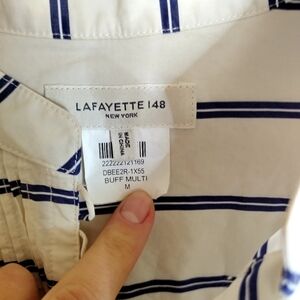 LAFAYETTE 148
NEW YORK
MADE
IN CHINA
222222121169
DBEE2R-1X55
BUFF MULTI
M